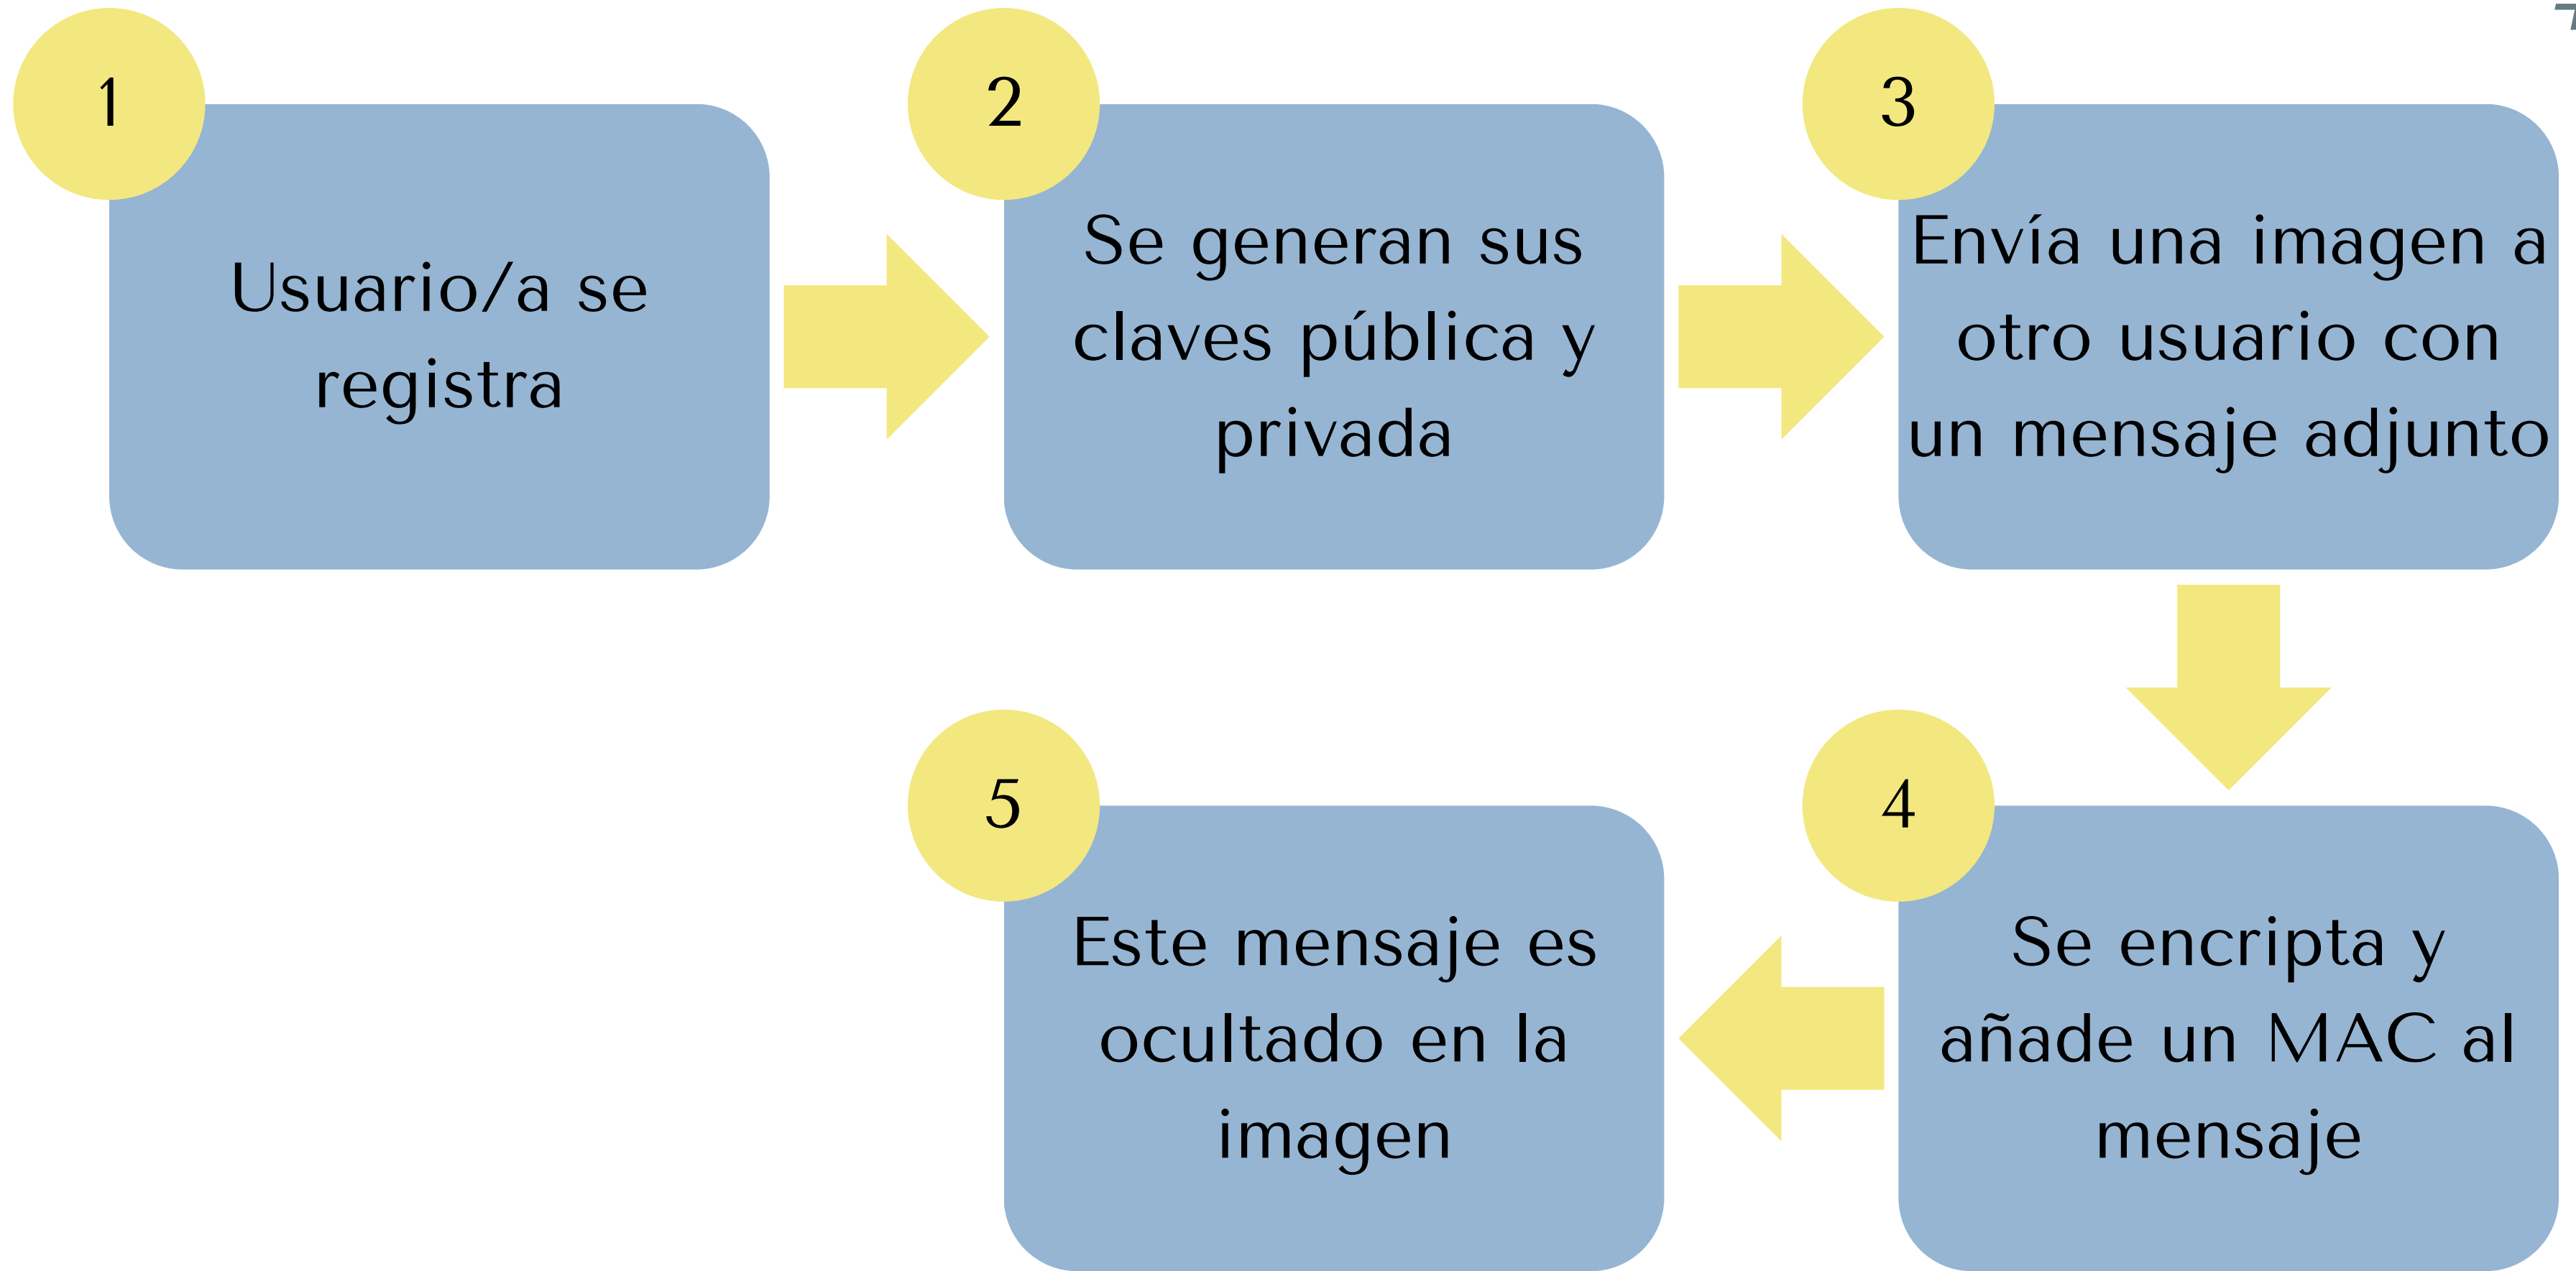 1
Usuario/a se
registra
2
Se generan sus
claves pública y
privada
3
Envía una imagen a
otro usuario con
un mensaje adjunto
4
Se encripta y
añade un MAC al
mensaje
5
Este mensaje es
ocultado en la
imagen